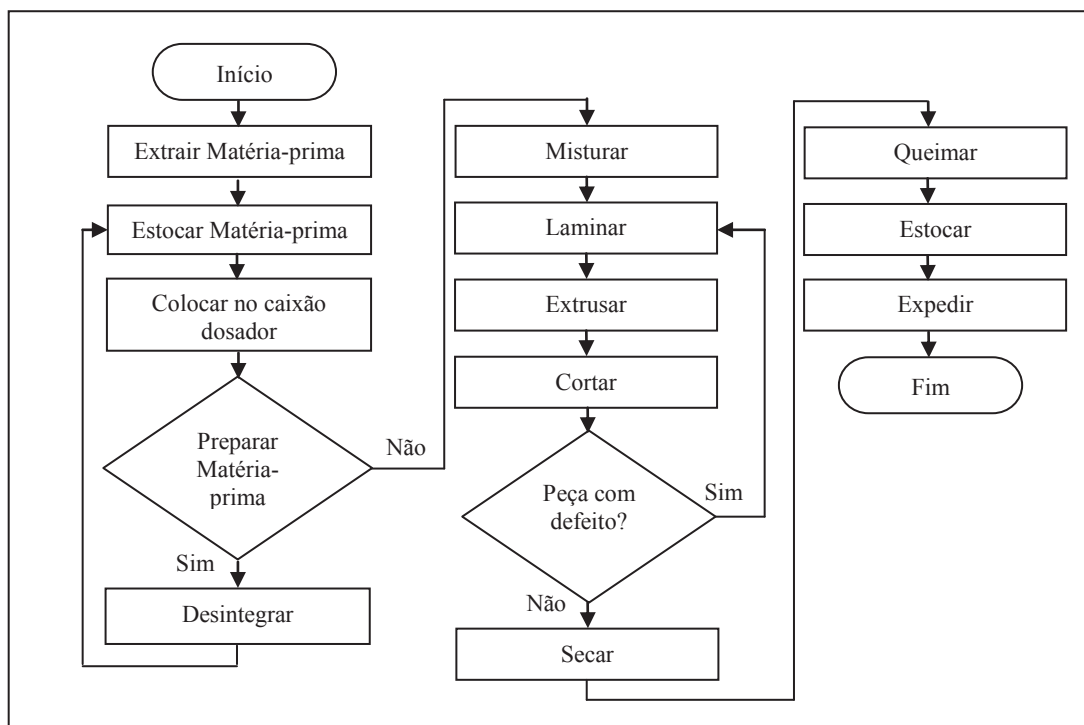 Início
Extrair Matéria-prima
Estocar Matéria-prima
Colocar no caixão
dosador
Preparar
Matéria-
prima
Não
Sim
Desintegrar
Misturar
Laminar
Extrusar
Cortar
Peça com
defeito?
Sim
Não
Secar
Queimar
Estocar
Expedir
Fim